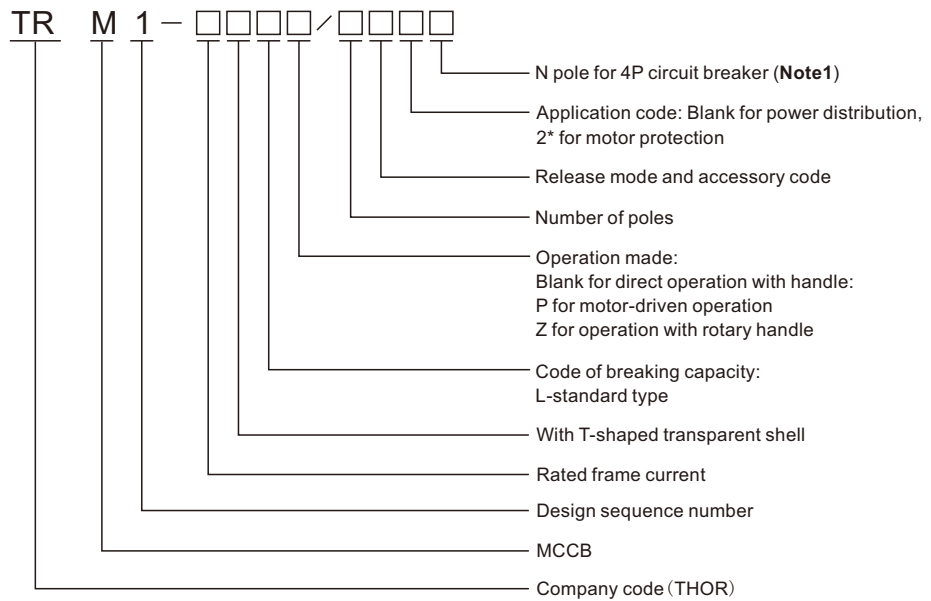 TR M 1 - □□□□/□□□□
N pole for 4P circuit breaker (Note1)
Application code: Blank for power distribution,
2* for motor protection
Release mode and accessory code
Number of poles
Operation made:
Blank for direct operation with handle:
P for motor-driven operation
Z for operation with rotary handle
Code of breaking capacity:
L-standard type
With T-shaped transparent shell
Rated frame current
Design sequence number
MCCB
Company code (THOR)